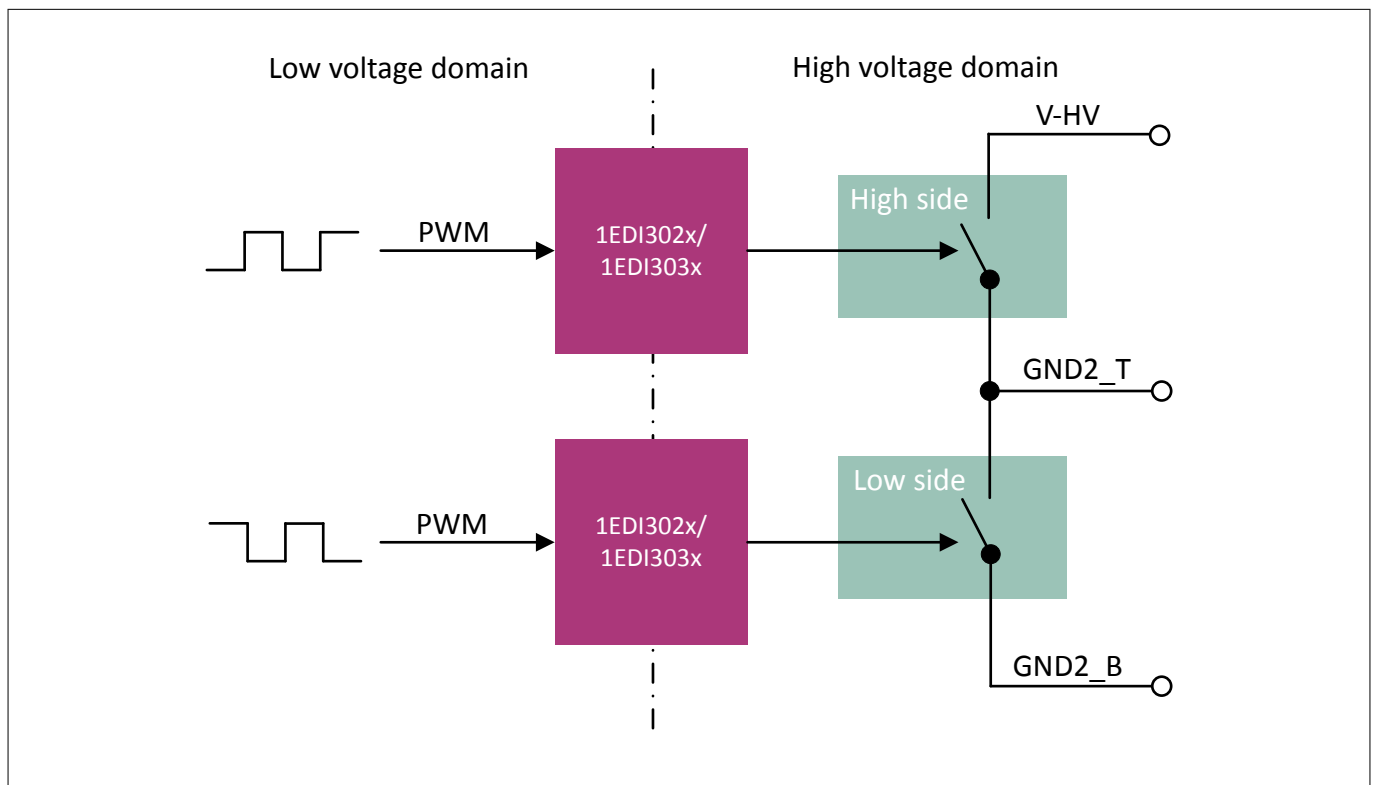 Low voltage domain
High voltage domain
V-HV
High side
PWM
1EDI302x/
1EDI303x
GND2_T
Low side
PWM
1EDI302x/
1EDI303x
GND2_B